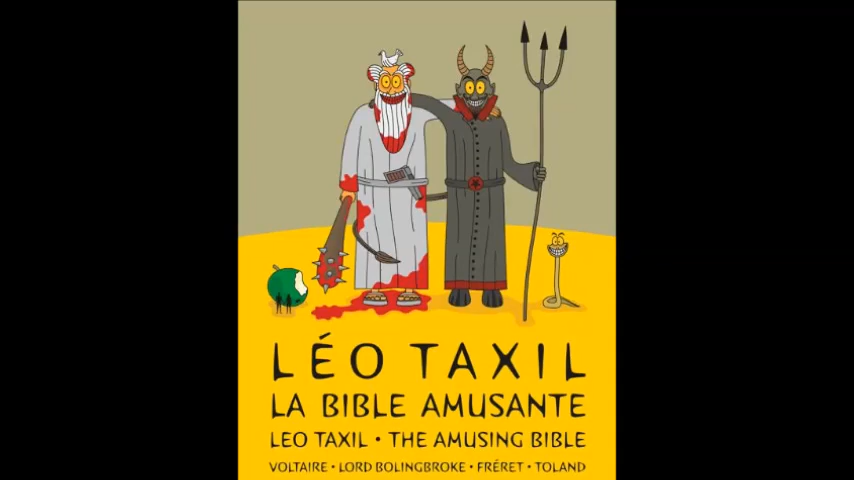 LÉO TAXIL
LA BIBLE AMUSANTE
LEO TAXIL • THE AMUSING BIBLE
VOLTAIRE • LORD BOLINGBROKE • FRÉRET • TOLAND